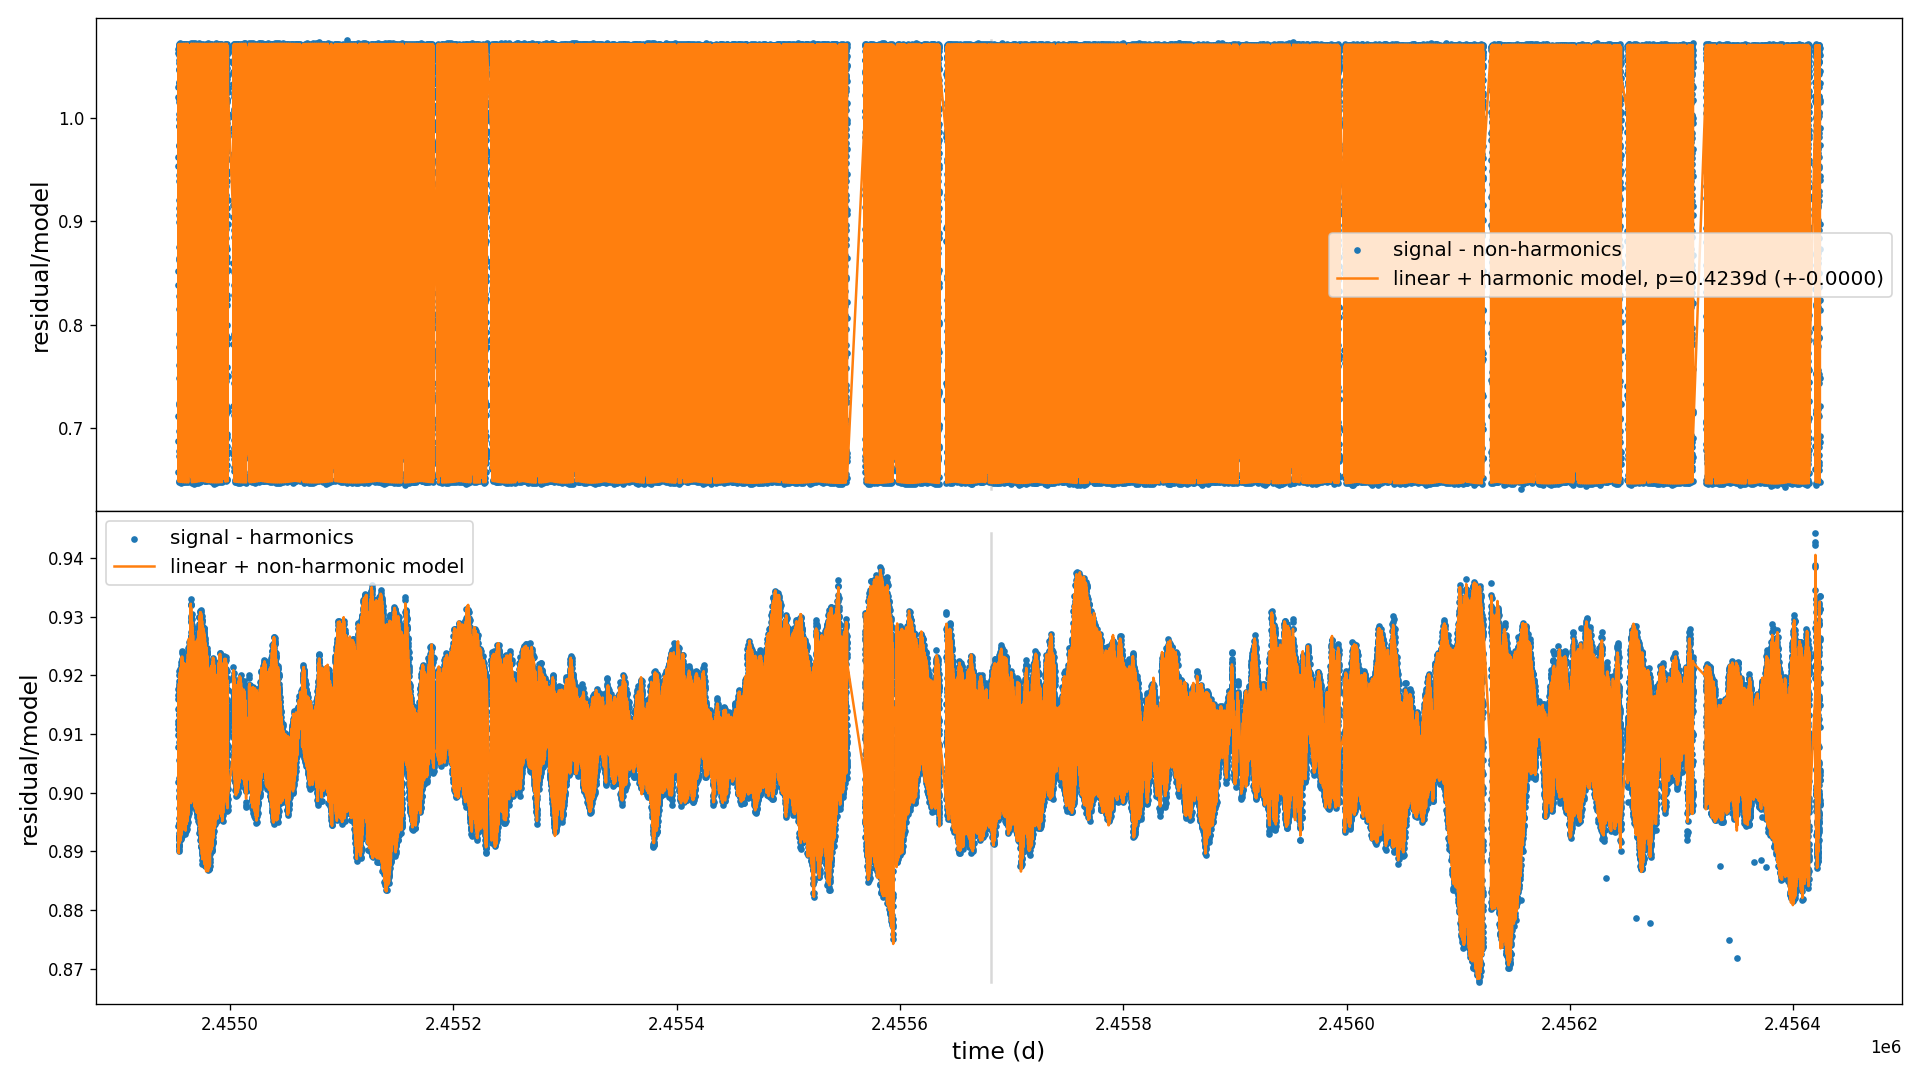 1.0
0.9
0.8
0.7
residual/model
signal - non-harmonics
linear + harmonic model, p=0.4239d (+-0.0000)
signal - harmonics
linear + non-harmonic model
0.94
0.93
0.92
0.91
0.90
0.89
0.88
0.87
residual/model
2.4550
2.4552
2.4554
2.4556
2.4558
2.4560
2.4562
2.4564
1e6
time (d)